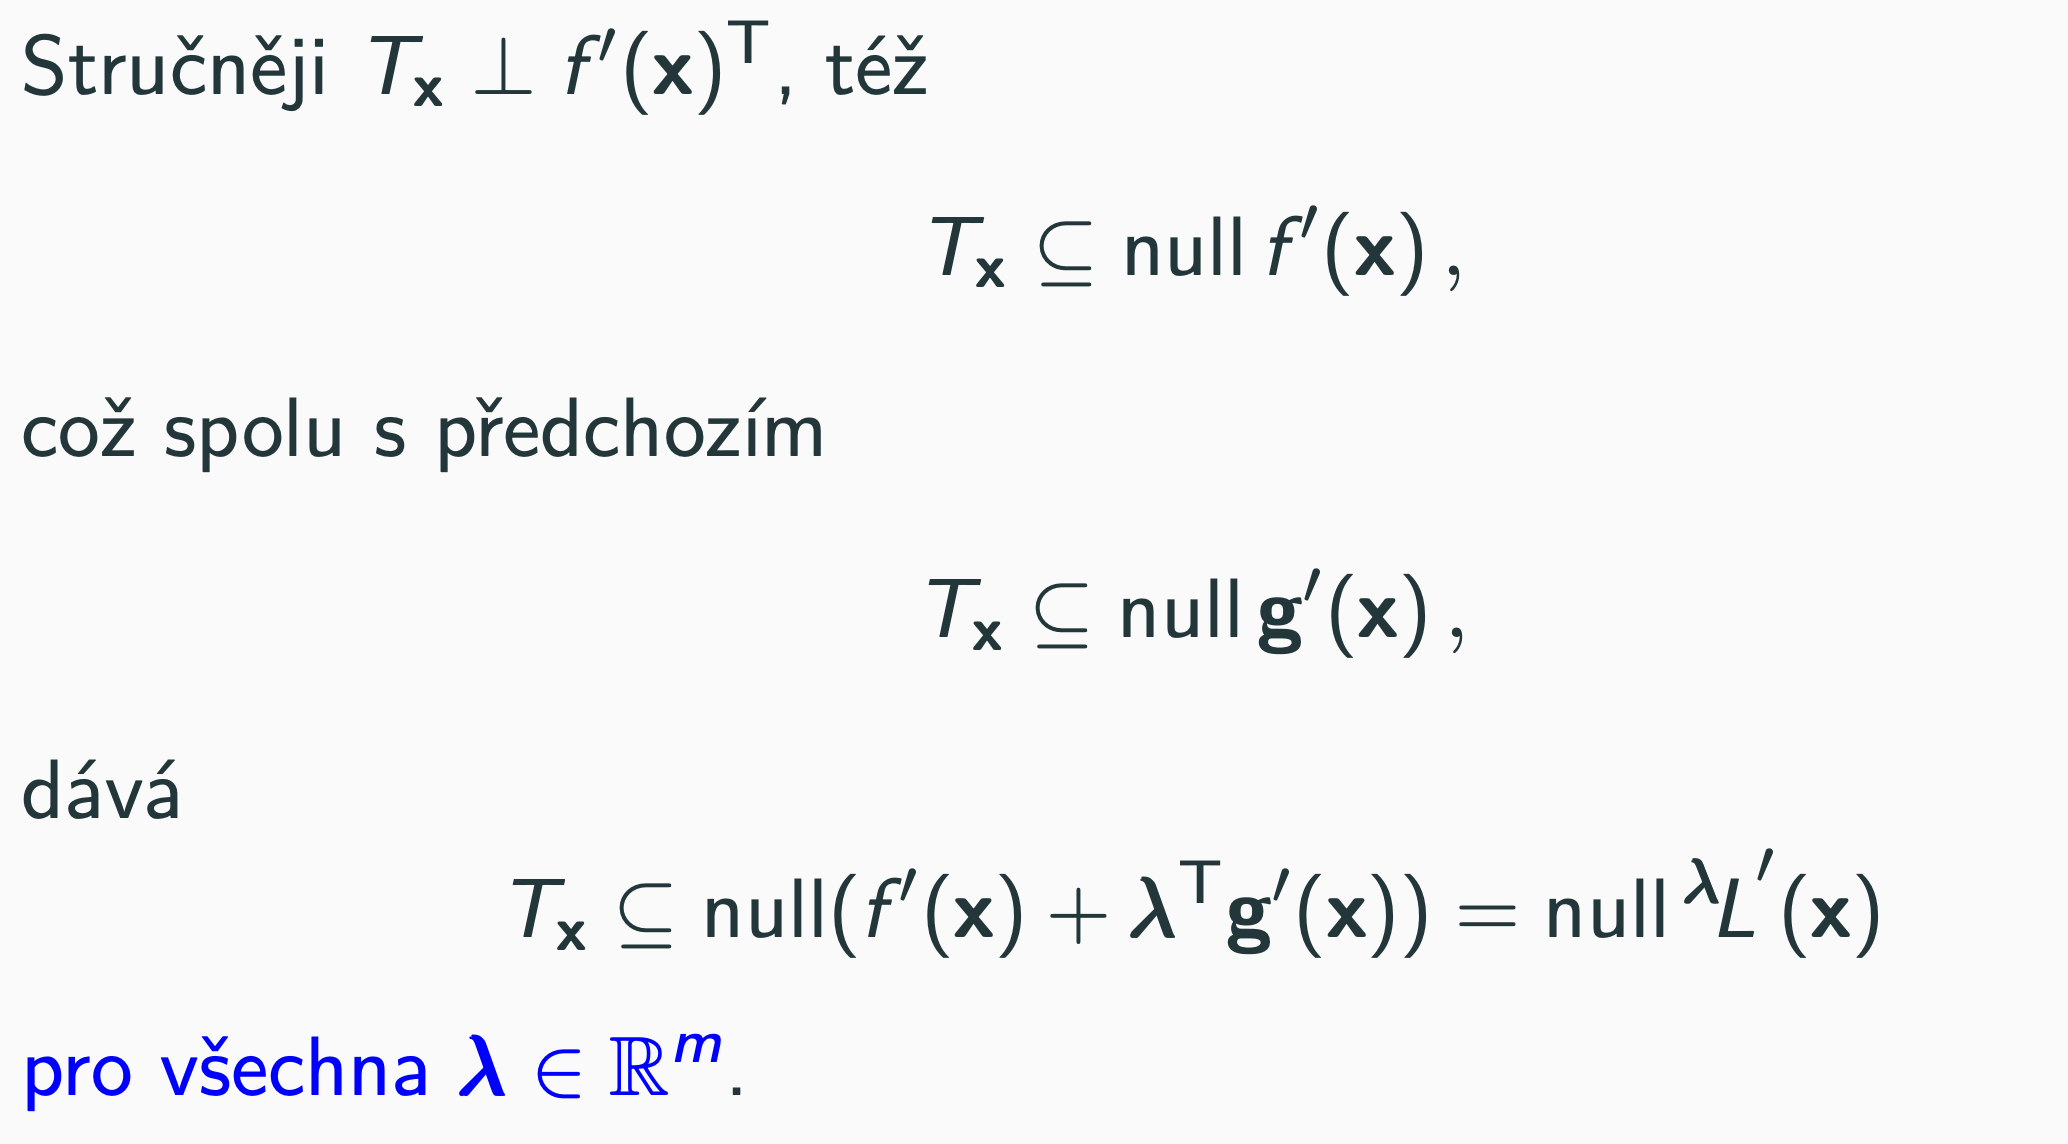 Stručněji $T_{\mathbf{x}} \perp f'(\mathbf{x})^{\mathsf{T}}$, též
$T_{\mathbf{x}} \subseteq \operatorname{null} f'(\mathbf{x})\,,$
což spolu s předchozím
$T_{\mathbf{x}} \subseteq \operatorname{null} \mathbf{g}'(\mathbf{x})\,,$
dává
$T_{\mathbf{x}} \subseteq \operatorname{null}(f'(\mathbf{x}) + \boldsymbol{\lambda}^{\mathsf{T}} \mathbf{g}'(\mathbf{x})) = \operatorname{null} {}^{\boldsymbol{\lambda}}L'(\mathbf{x})$
pro všechna $\boldsymbol{\lambda} \in \mathbb{R}^m$.